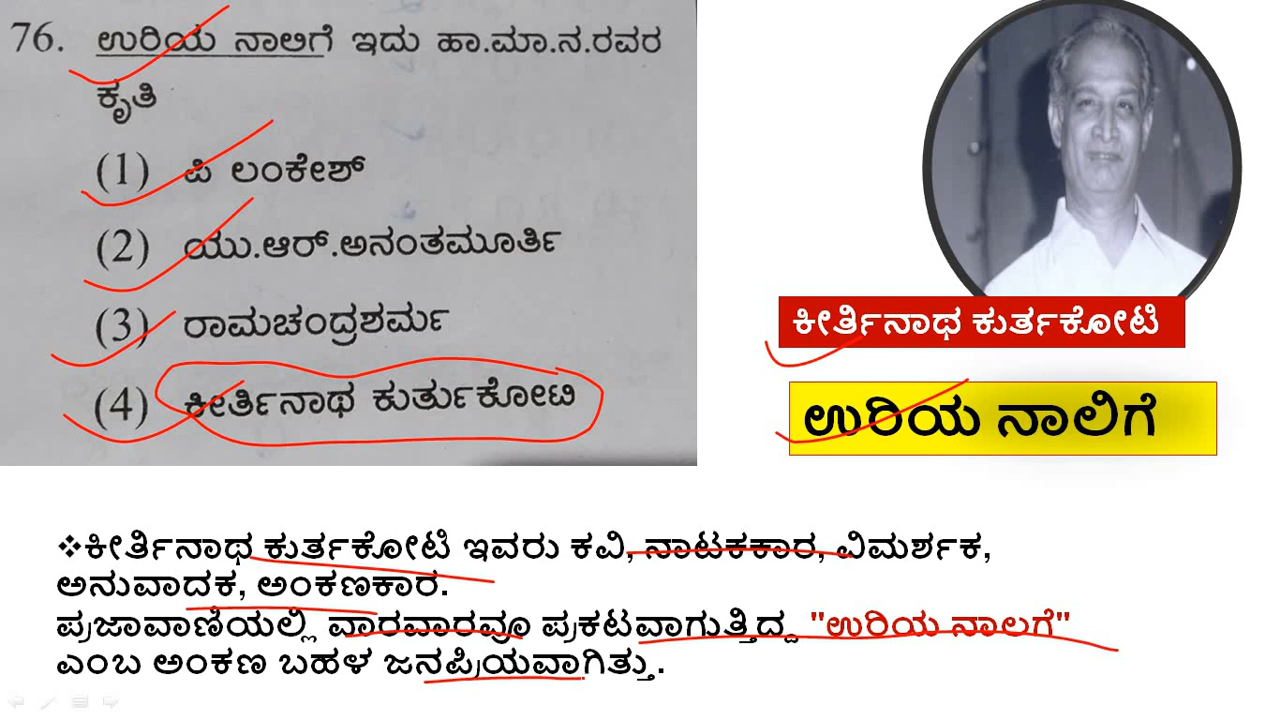 76. ಉರಿಯ ನಾಲಿಗೆ ಇದು ಹಾ.ಮಾ.ನ.ರವರ
ಕೃತಿ
(1) ಪಿ ಲಂಕೇಶ್
(2) ಯು.ಆರ್.ಅನಂತಮೂರ್ತಿ
(3) ರಾಮಚಂದ್ರಶರ್ಮ
(4) ಕೀರ್ತಿನಾಥ ಕುರ್ತುಕೋಟಿ
ಕೀರ್ತಿನಾಥ ಕುರ್ತಕೋಟಿ
ಉರಿಯ ನಾಲಿಗೆ
❖ಕೀರ್ತಿನಾಥ ಕುರ್ತಕೋಟಿ ಇವರು ಕವಿ, ನಾಟಕಕಾರ, ವಿಮರ್ಶಕ,
ಅನುವಾದಕ, ಅಂಕಣಕಾರ.
ಪ್ರಜಾವಾಣಿಯಲ್ಲಿ ವಾರವಾರವೂ ಪ್ರಕಟವಾಗುತ್ತಿದ್ದ "ಉರಿಯ ನಾಲಗೆ"
ಎಂಬ ಅಂಕಣ ಬಹಳ ಜನಪ್ರಿಯವಾಗಿತ್ತು.